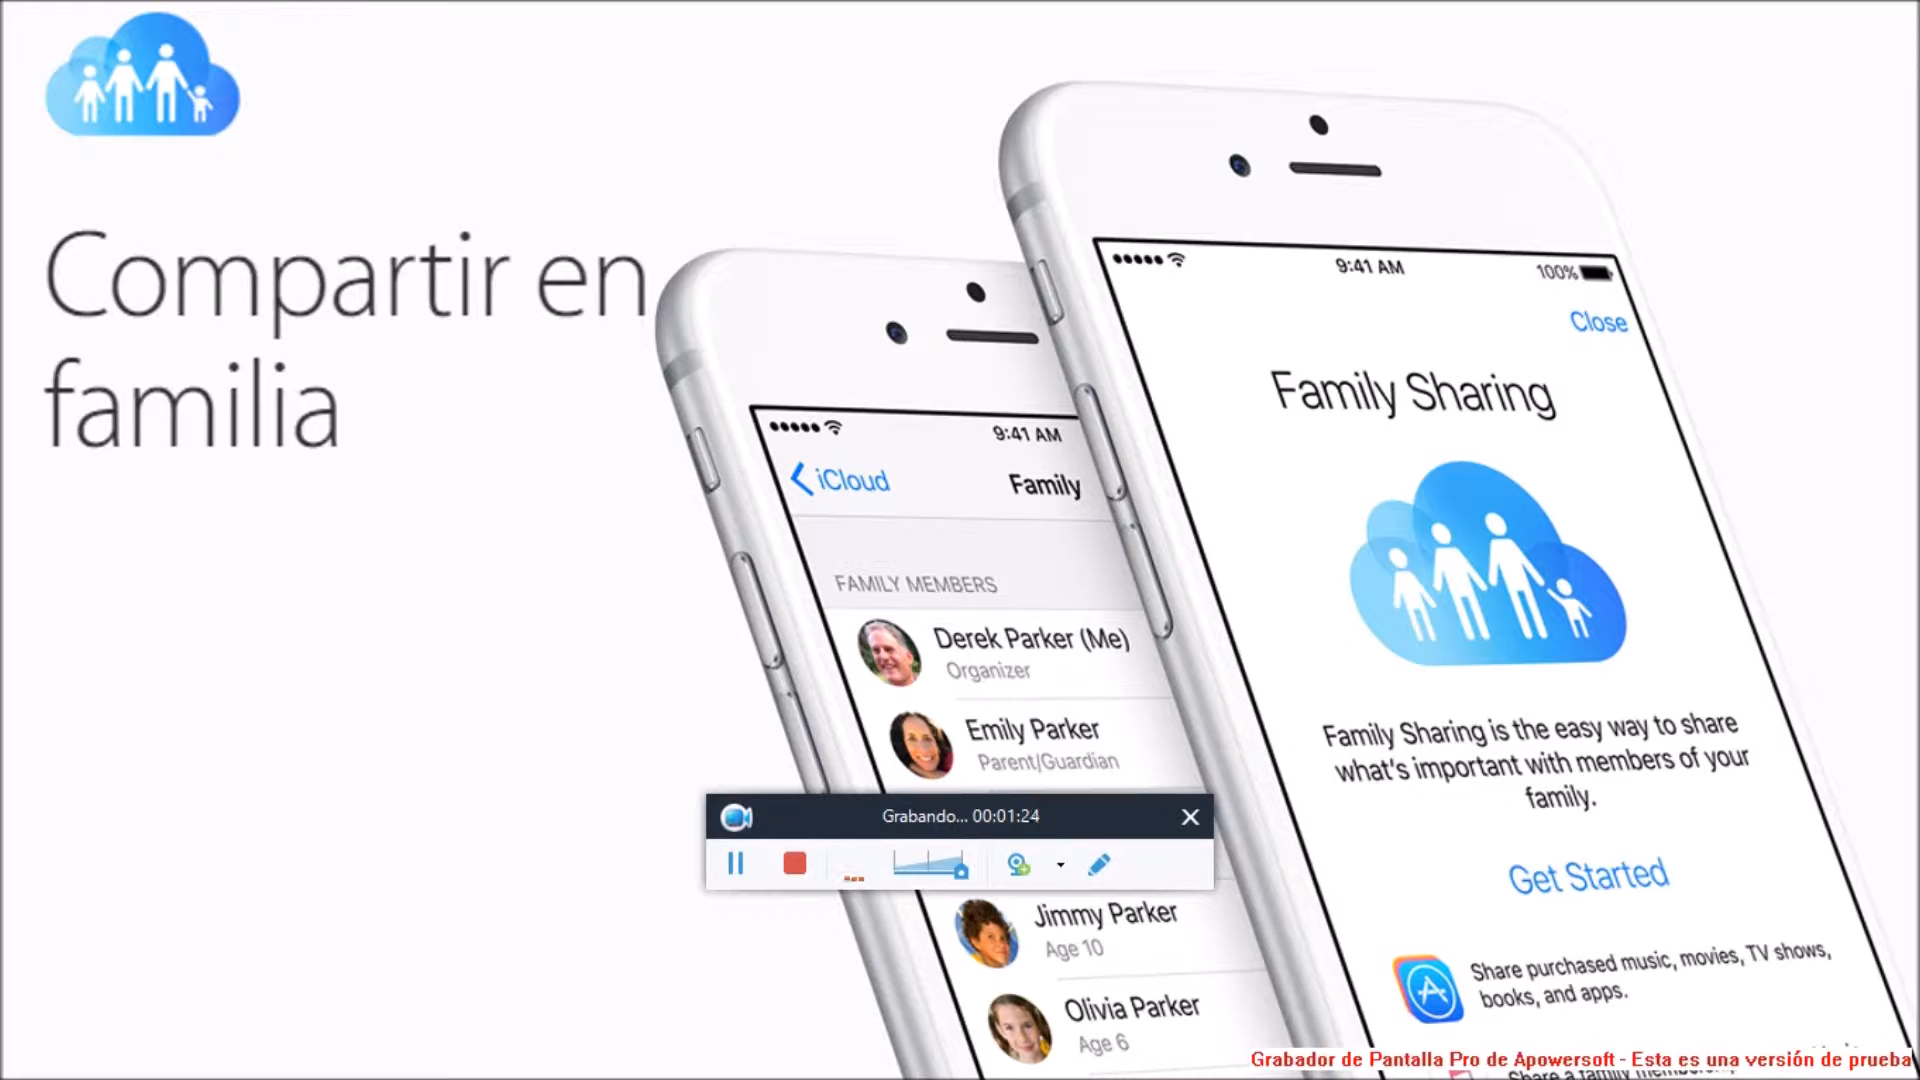 Compartir en
familia
9:41 AM
iCloud
Family
FAMILY MEMBERS
Derek Parker (Me)
Organizer
Emily Parker
Parent/Guardian
Jimmy Parker
Age 10
Olivia Parker
Age 6
9:41 AM
100%
Close
Family Sharing
Family Sharing is the easy way to share
what's important with members of your
family.
Get Started
Share purchased music, movies, TV shows,
books, and apps.
Share a family
Grabando... 00:01:24
Grabador de Pantalla Pro de Apowersoft - Esta es una versión de prueba